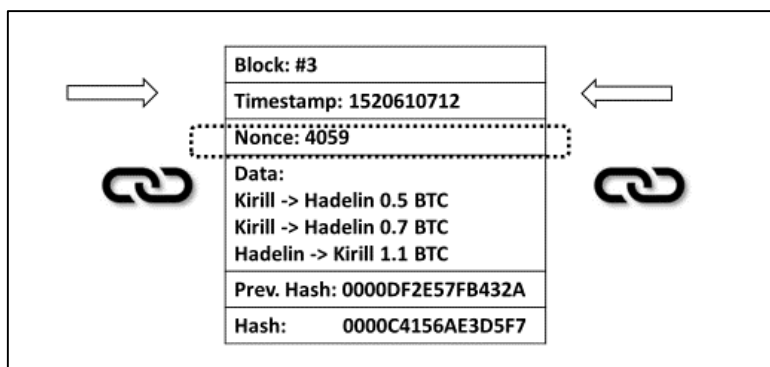 Block: #3
Timestamp: 1520610712
Nonce: 4059
Data:
Kirill -> Hadelin 0.5 BTC
Kirill -> Hadelin 0.7 BTC
Hadelin -> Kirill 1.1 BTC
Prev. Hash: 0000DF2E57FB432A
Hash: 0000C4156AE3D5F7